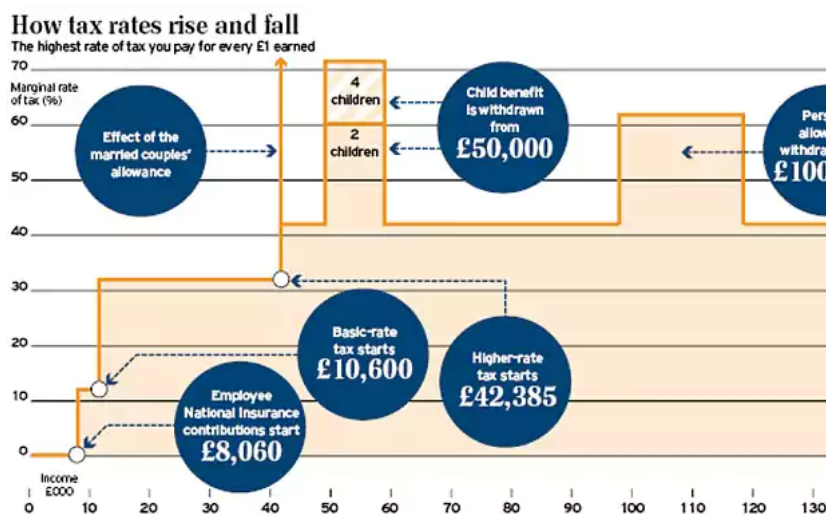 How tax rates rise and fall
The highest rate of tax you pay for every £1 earned
70
Marginal rate
of tax (%)
60
50
40
30
20
10
0
Effect of the
married couples'
allowance
4
children
2
children
Child benefit
is withdrawn
from
£50,000
£100
Basic-rate
tax starts
£10,600
Higher-rate
tax starts
£42,385
Employee
National Insurance
contributions start
£8,060
Income
£000
0 10 20 30 40 50 60 70 80 90 100 110 120 130